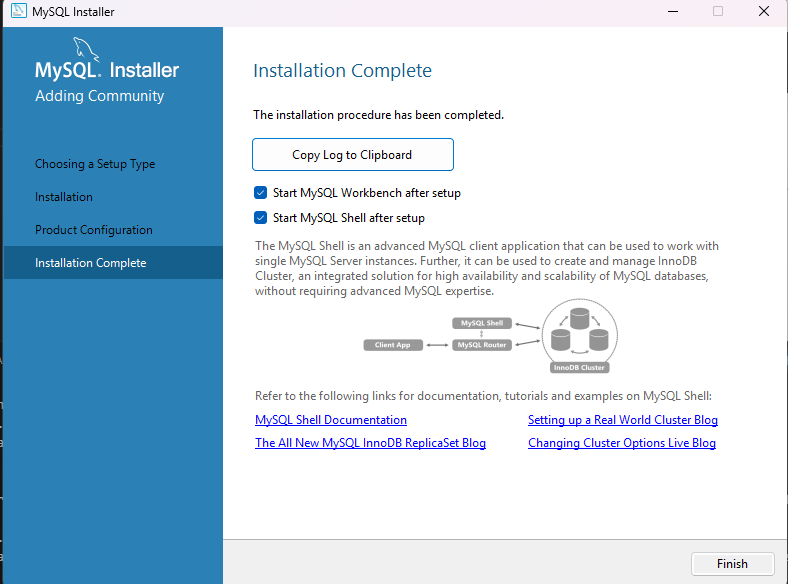 MySQL Installer
MySQL. Installer
Adding Community
Choosing a Setup Type
Installation
Product Configuration
Installation Complete
Installation Complete
The installation procedure has been completed.
Copy Log to Clipboard
Start MySQL Workbench after setup
Start MySQL Shell after setup
The MySQL Shell is an advanced MySQL client application that can be used to work with
single MySQL Server instances. Further, it can be used to create and manage InnoDB
Cluster, an integrated solution for high availability and scalability of MySQL databases,
without requiring advanced MySQL expertise.
MySQL Shell
Client App
MySQL Router
InnoDB Cluster
Refer to the following links for documentation, tutorials and examples on MySQL Shell:
MySQL Shell Documentation
Setting up a Real World Cluster Blog
The All New MySQL InnoDB ReplicaSet Blog
Changing Cluster Options Live Blog
Finish